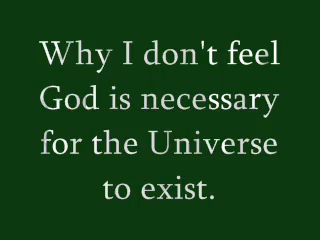 Why I don't feel
God is necessary
for the Universe
to exist.